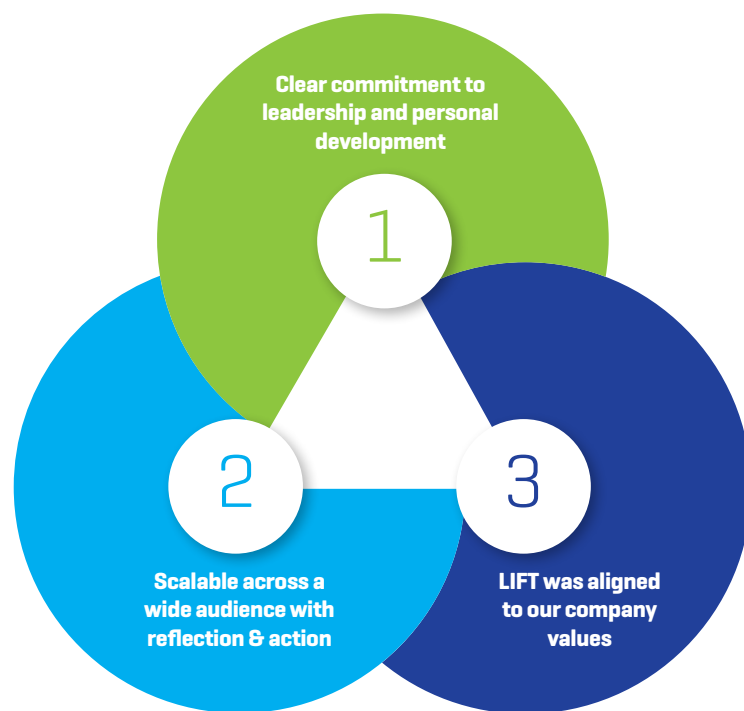 Clear commitment to
leadership and personal
development
1
2
Scalable across a
wide audience with
reflection & action
3
LIFT was aligned
to our company
values